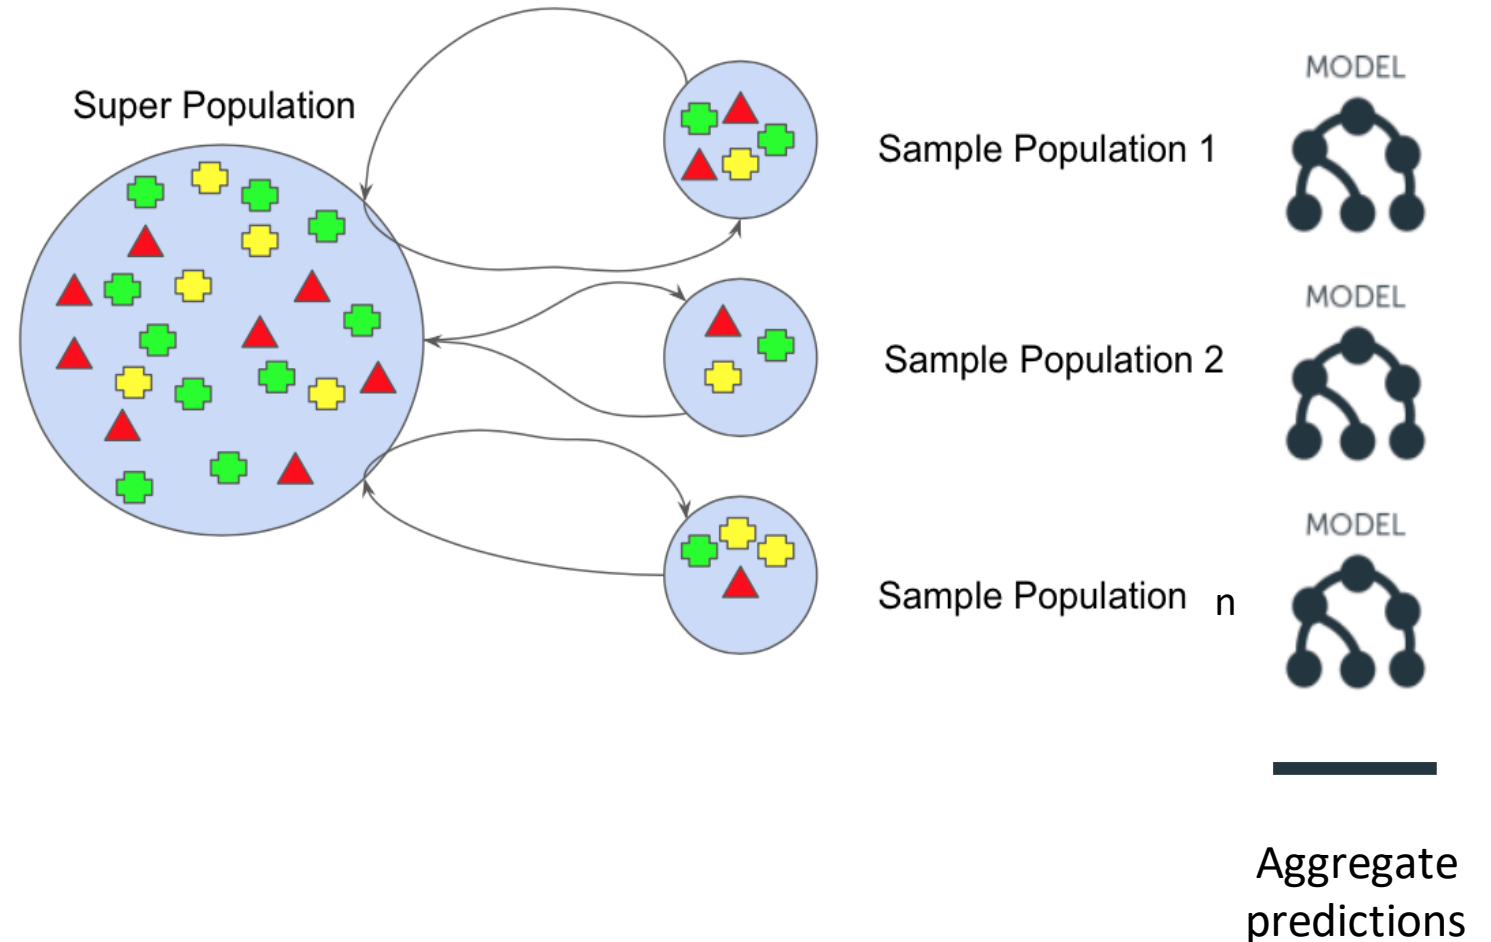 Super Population
Sample Population 1
MODEL
Sample Population 2
MODEL
Sample Population n
MODEL
Aggregate
predictions